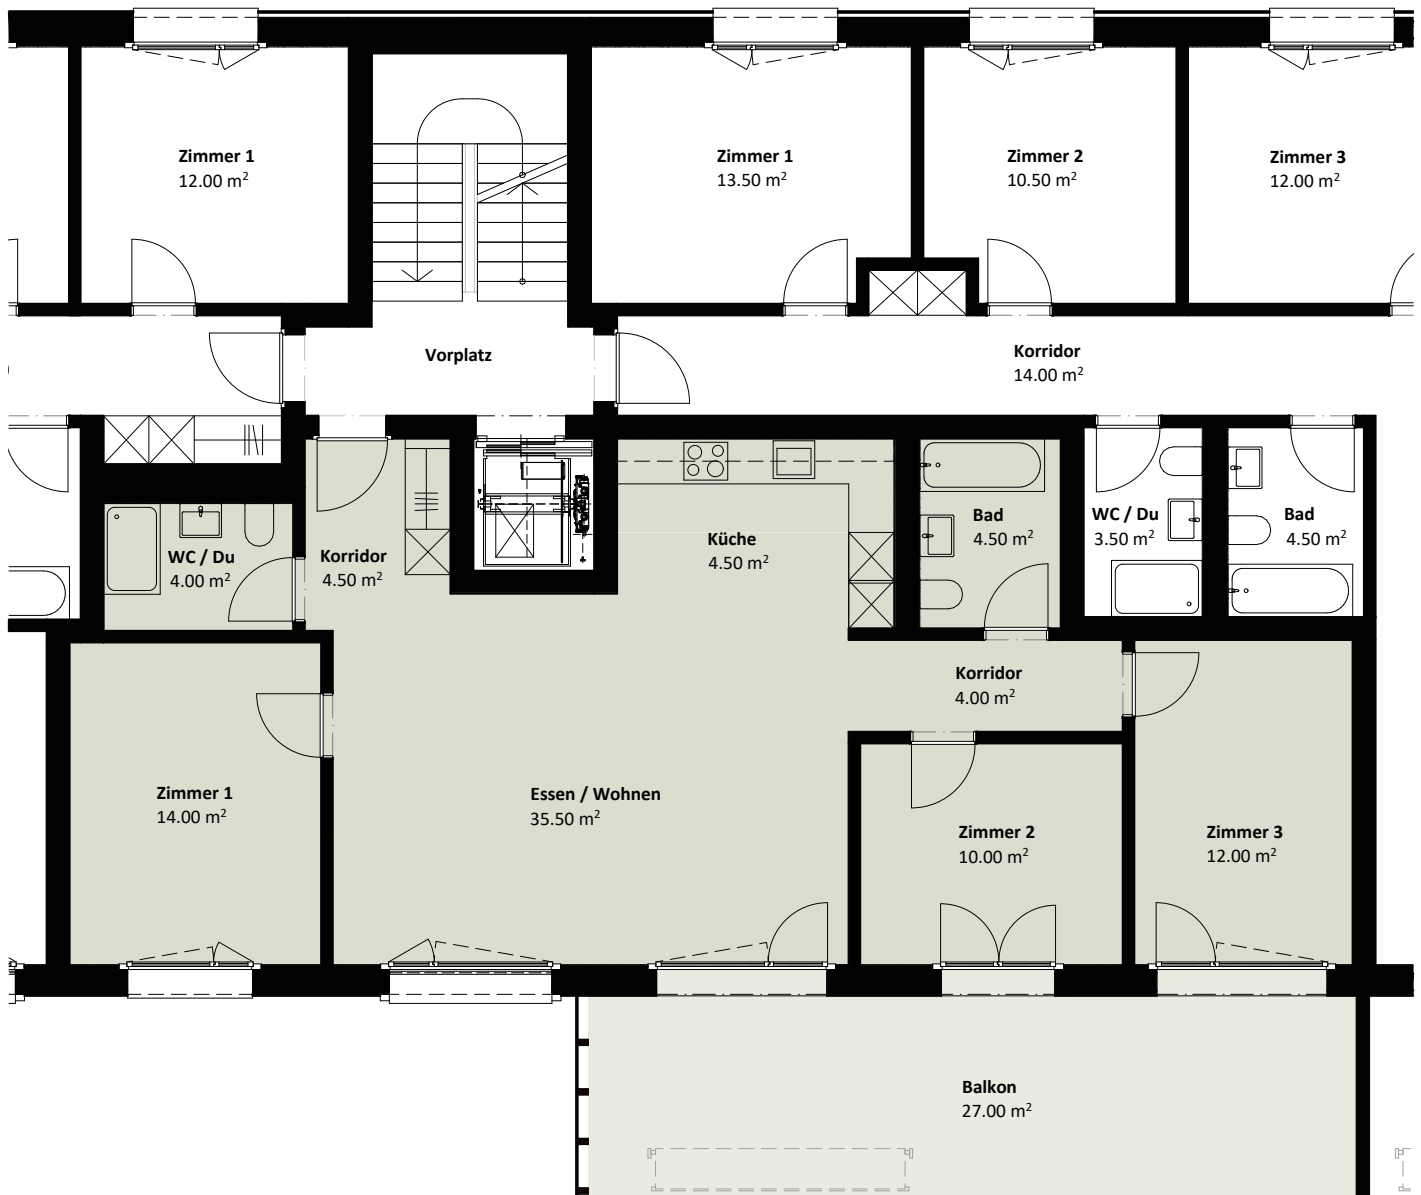 Zimmer 1
12.00 m²
Zimmer 1
13.50 m²
Zimmer 2
10.50 m²
Zimmer 3
12.00 m²
Vorplatz
Korridor
14.00 m²
WC / Du
4.00 m²
Korridor
4.50 m²
Küche
4.50 m²
Bad
4.50 m²
WC / Du
3.50 m²
Bad
4.50 m²
Korridor
4.00 m²
Zimmer 1
14.00 m²
Essen / Wohnen
35.50 m²
Zimmer 2
10.00 m²
Zimmer 3
12.00 m²
Balkon
27.00 m²